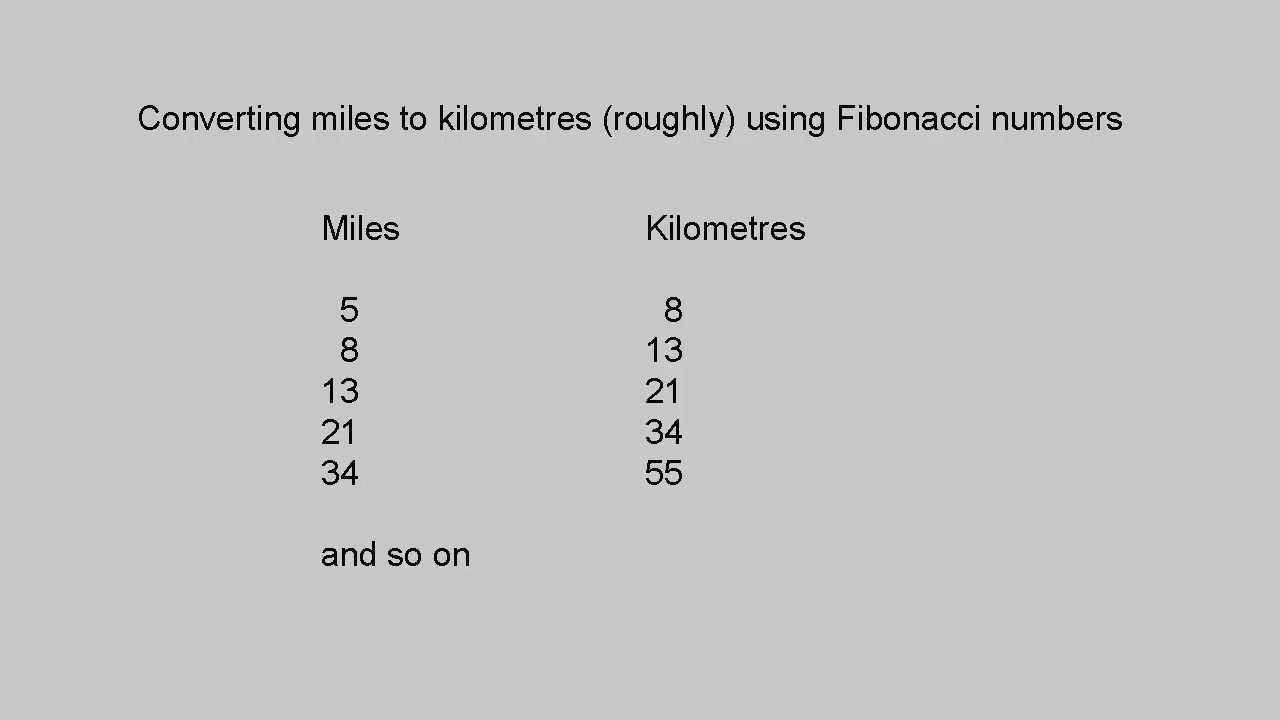 Converting miles to kilometres (roughly) using Fibonacci numbers
Miles Kilometres
5 8
8 13
13 21
21 34
34 55
and so on